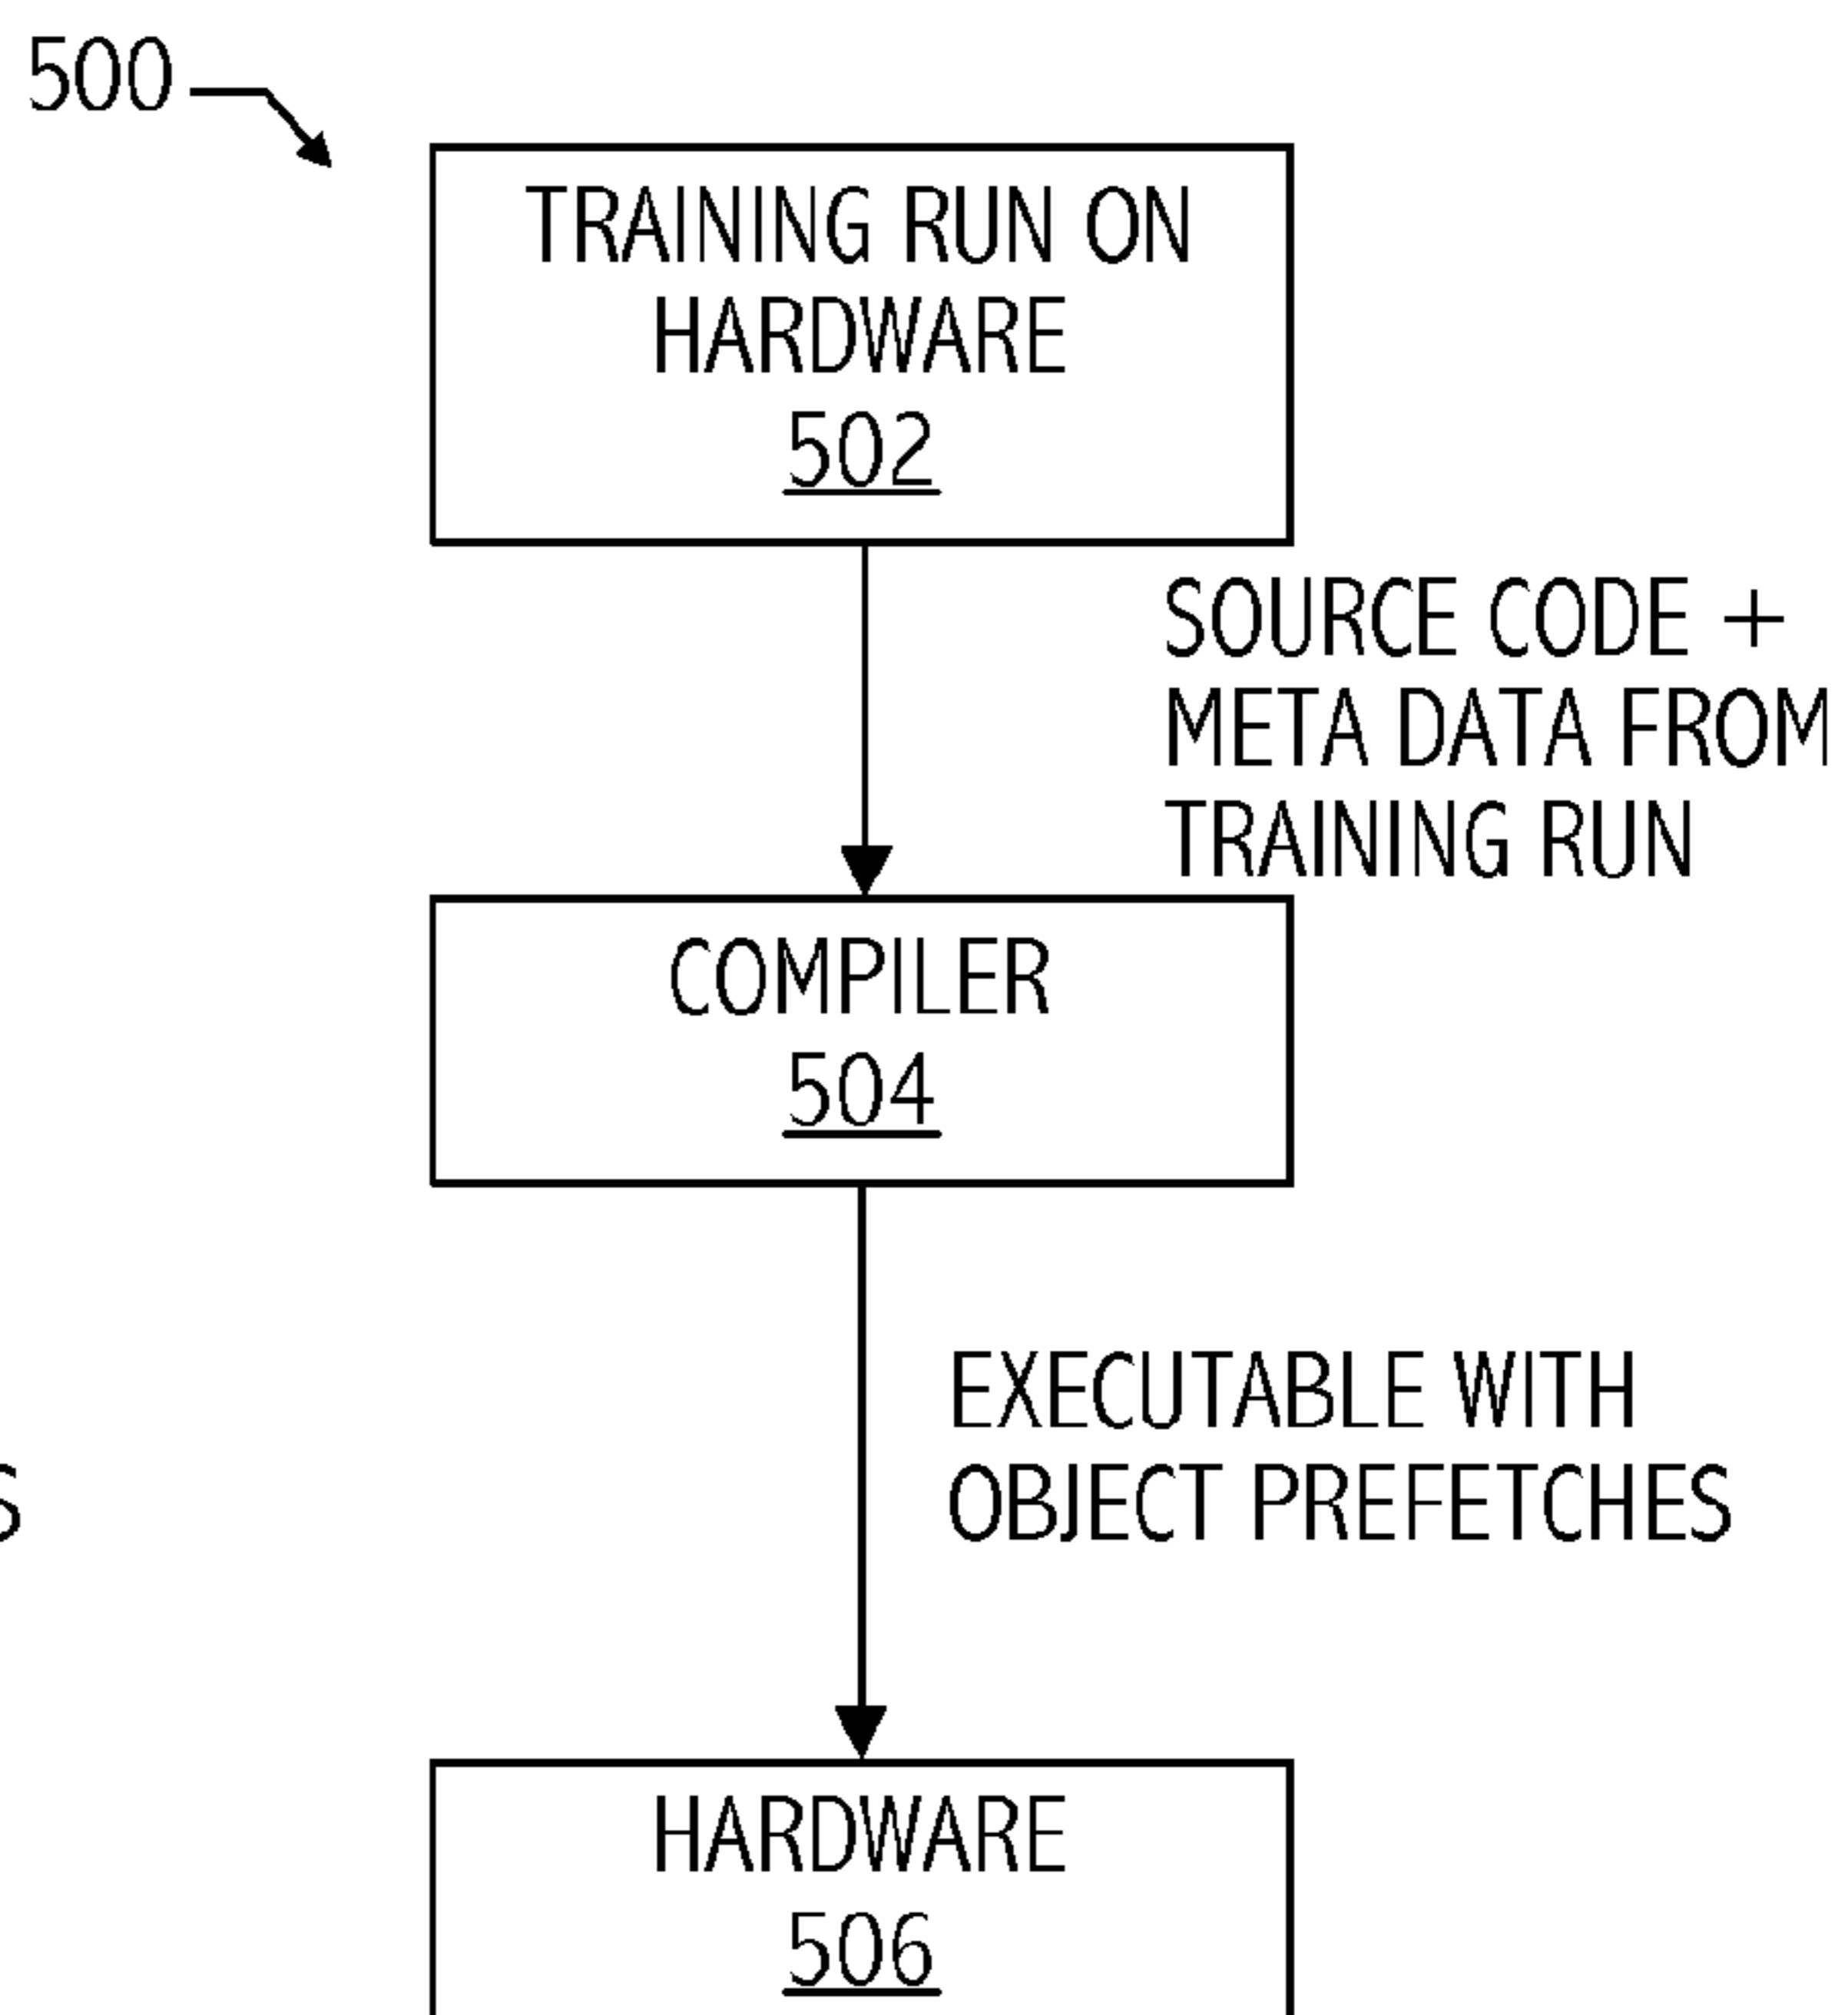 500
TRAINING RUN ON
HARDWARE
502
SOURCE CODE +
META DATA FROM
TRAINING RUN
COMPILER
504
EXECUTABLE WITH
OBJECT PREFETCHES
S
HARDWARE
506